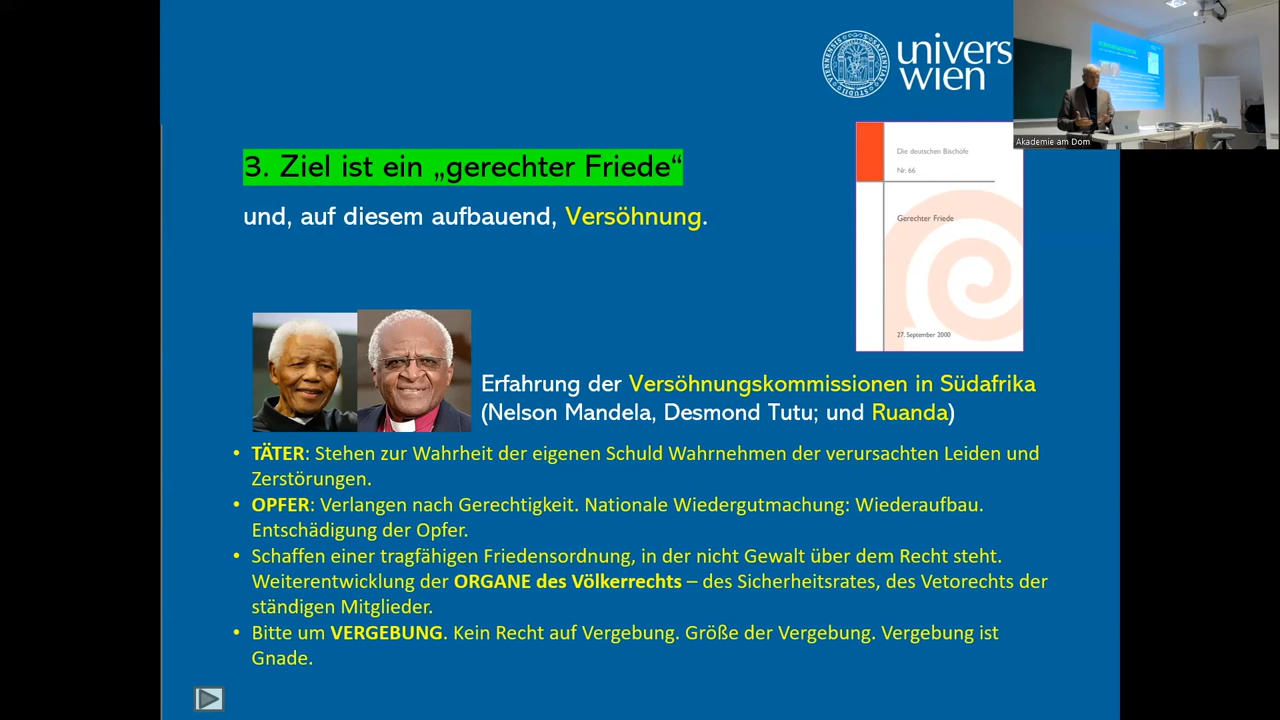 univers
wien
Akademie am Dom
3. Ziel ist ein „gerechter Friede“
und, auf diesem aufbauend, Versöhnung.
Die deutschen Bischöfe
Nr. 66
Gerechter Friede
27. September 2000
Erfahrung der Versöhnungskommissionen in Südafrika
(Nelson Mandela, Desmond Tutu; und Ruanda)
• TÄTER: Stehen zur Wahrheit der eigenen Schuld Wahrnehmen der verursachten Leiden und
Zerstörungen.
• OPFER: Verlangen nach Gerechtigkeit. Nationale Wiedergutmachung: Wiederaufbau.
Entschädigung der Opfer.
• Schaffen einer tragfähigen Friedensordnung, in der nicht Gewalt über dem Recht steht.
Weiterentwicklung der ORGANE des Völkerrechts – des Sicherheitsrates, des Vetorechts der
ständigen Mitglieder.
• Bitte um VERGEBUNG. Kein Recht auf Vergebung. Größe der Vergebung. Vergebung ist
Gnade.